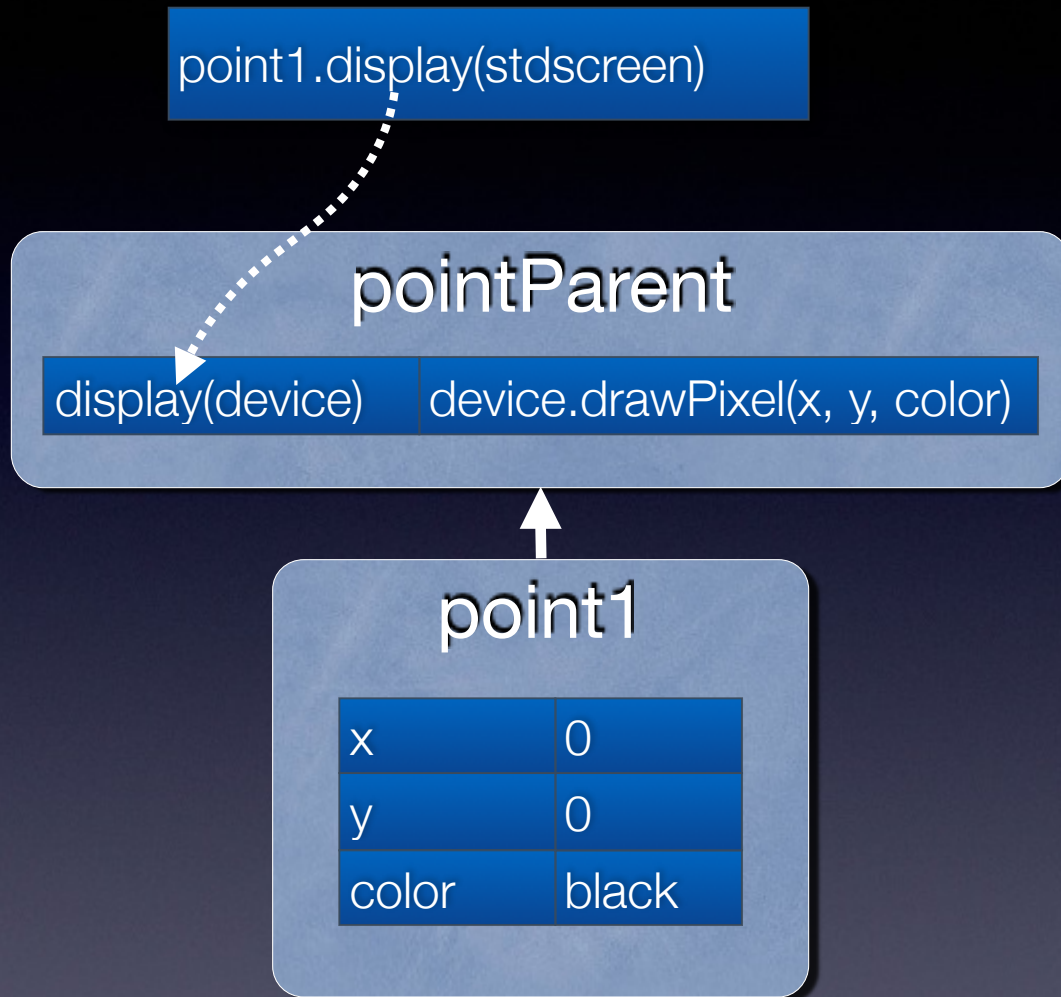 point1.display(stdscreen)
pointParent
display(device) device.drawPixel(x, y, color)
point1
x 0
y 0
color black